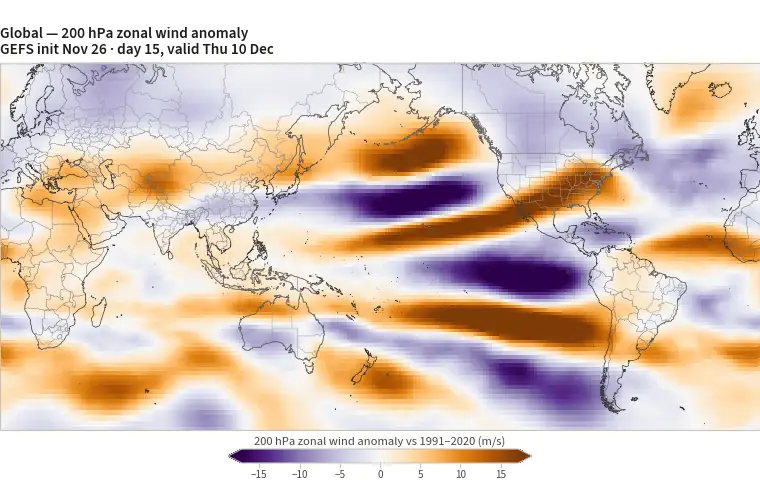 Global — 200 hPa zonal wind anomaly
GEFS init Nov 26 · day 15, valid Thu 10 Dec
200 hPa zonal wind anomaly vs 1991–2020 (m/s)
−15 −10 −5 0 5 10 15